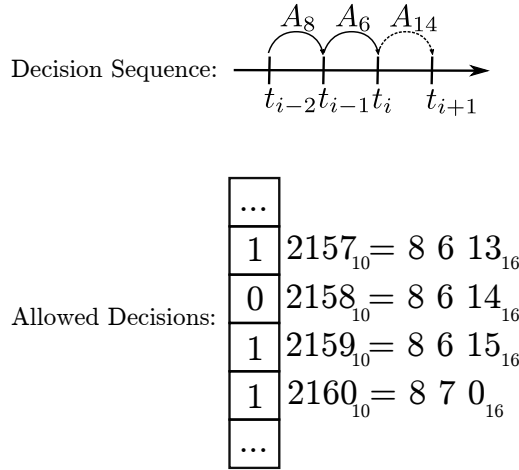 A₈ A₆ A₁₄
Decision Sequence:
tᵢ₋₂ tᵢ₋₁ tᵢ tᵢ₊₁
...
1 2157₁₀= 8 6 13₁₆
0 2158₁₀= 8 6 14₁₆
Allowed Decisions:
1 2159₁₀= 8 6 15₁₆
1 2160₁₀= 8 7 0₁₆
...